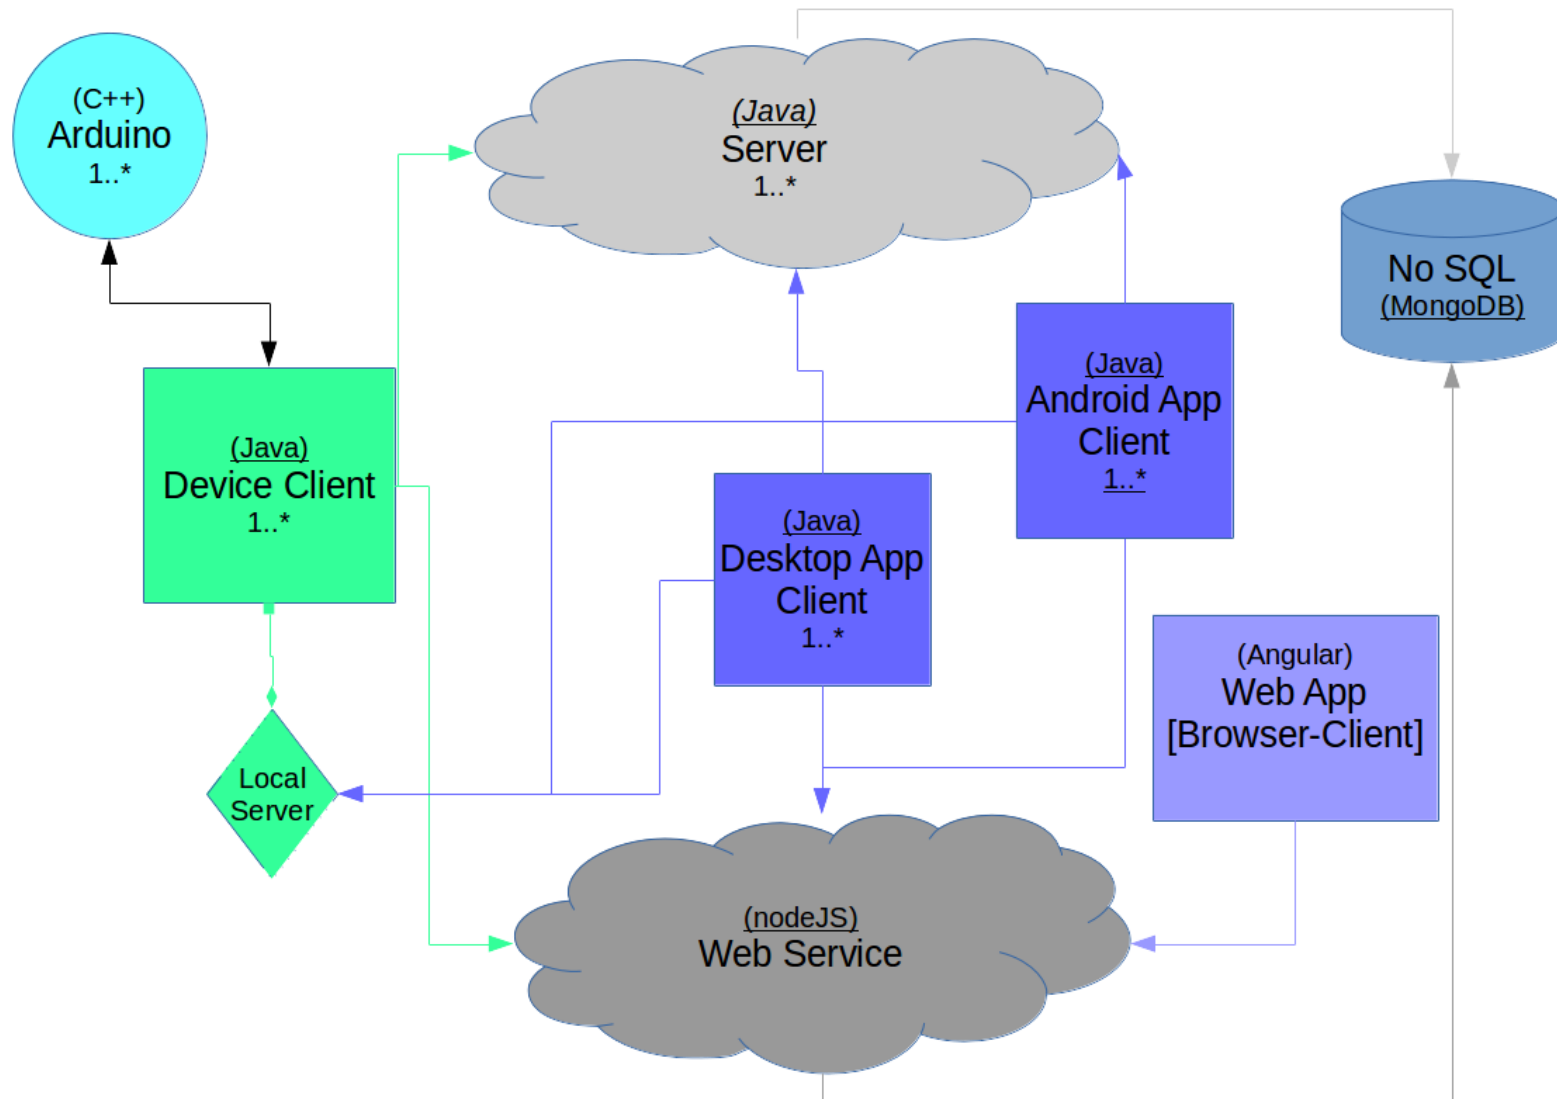 (C++)
Arduino
1..*
(Java)
Server
1..*
No SQL
(MongoDB)
(Java)
Android App
Client
1..*
(Java)
Device Client
1..*
(Java)
Desktop App
Client
1..*
(Angular)
Web App
[Browser-Client]
Local
Server
(nodeJS)
Web Service